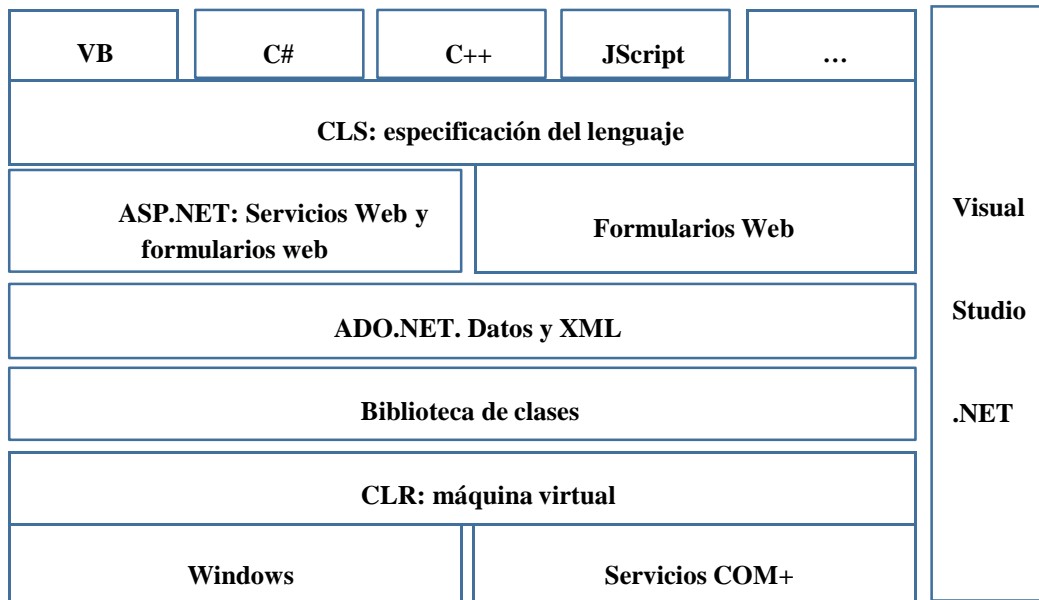 VB
C#
C++
JScript
…
CLS: especificación del lenguaje
ASP.NET: Servicios Web y
formularios web
Formularios Web
ADO.NET. Datos y XML
Biblioteca de clases
CLR: máquina virtual
Windows
Servicios COM+
Visual
Studio
.NET